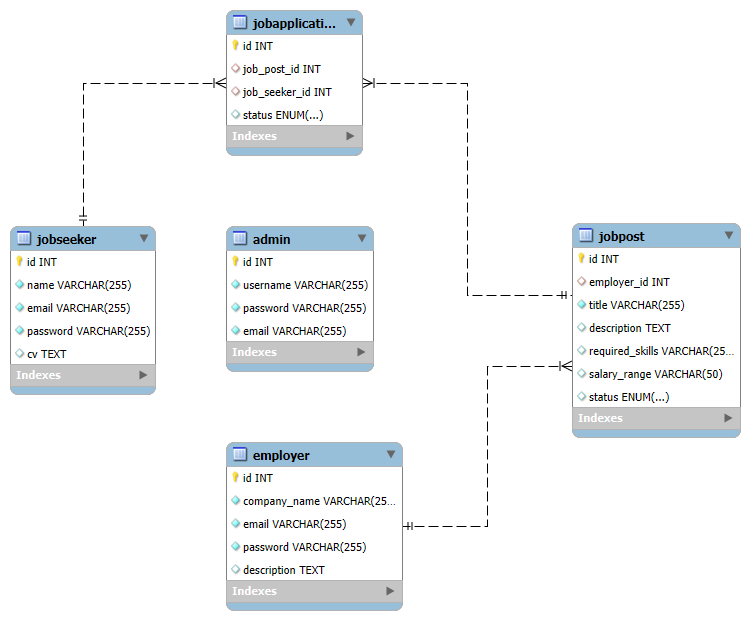 jobapplicati...
id INT
job_post_id INT
job_seeker_id INT
status ENUM(...)
Indexes
jobseeker
id INT
name VARCHAR(255)
email VARCHAR(255)
password VARCHAR(255)
cv TEXT
Indexes
admin
id INT
username VARCHAR(255)
password VARCHAR(255)
email VARCHAR(255)
Indexes
jobpost
id INT
employer_id INT
title VARCHAR(255)
description TEXT
required_skills VARCHAR(25...
salary_range VARCHAR(50)
status ENUM(...)
Indexes
employer
id INT
company_name VARCHAR(25...
email VARCHAR(255)
password VARCHAR(255)
description TEXT
Indexes